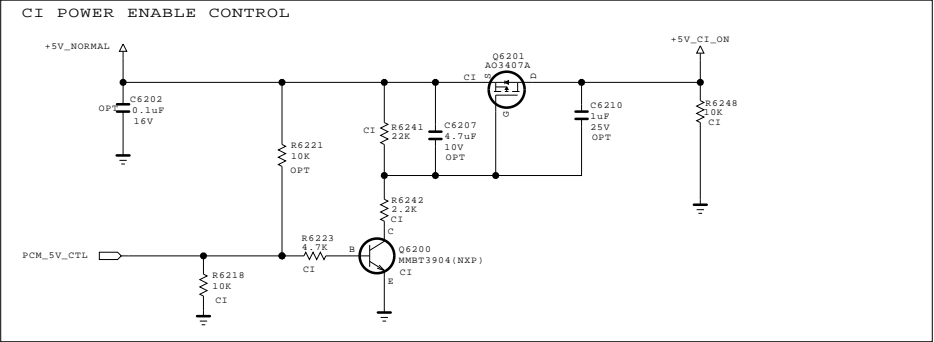 CI POWER ENABLE CONTROL
+5V_NORMAL
+5V_CI_ON
Q6201
AO3407A
CI
S
D
G
OPT
C6202
0.1uF
16V
R6221
10K
OPT
CI
R6241
22K
C6207
4.7uF
10V
OPT
C6210
1uF
25V
OPT
R6248
10K
CI
R6242
2.2K
CI
PCM_5V_CTL
R6223
4.7K
CI
B
C
E
Q6200
MMBT3904(NXP)
CI
R6218
10K
CI